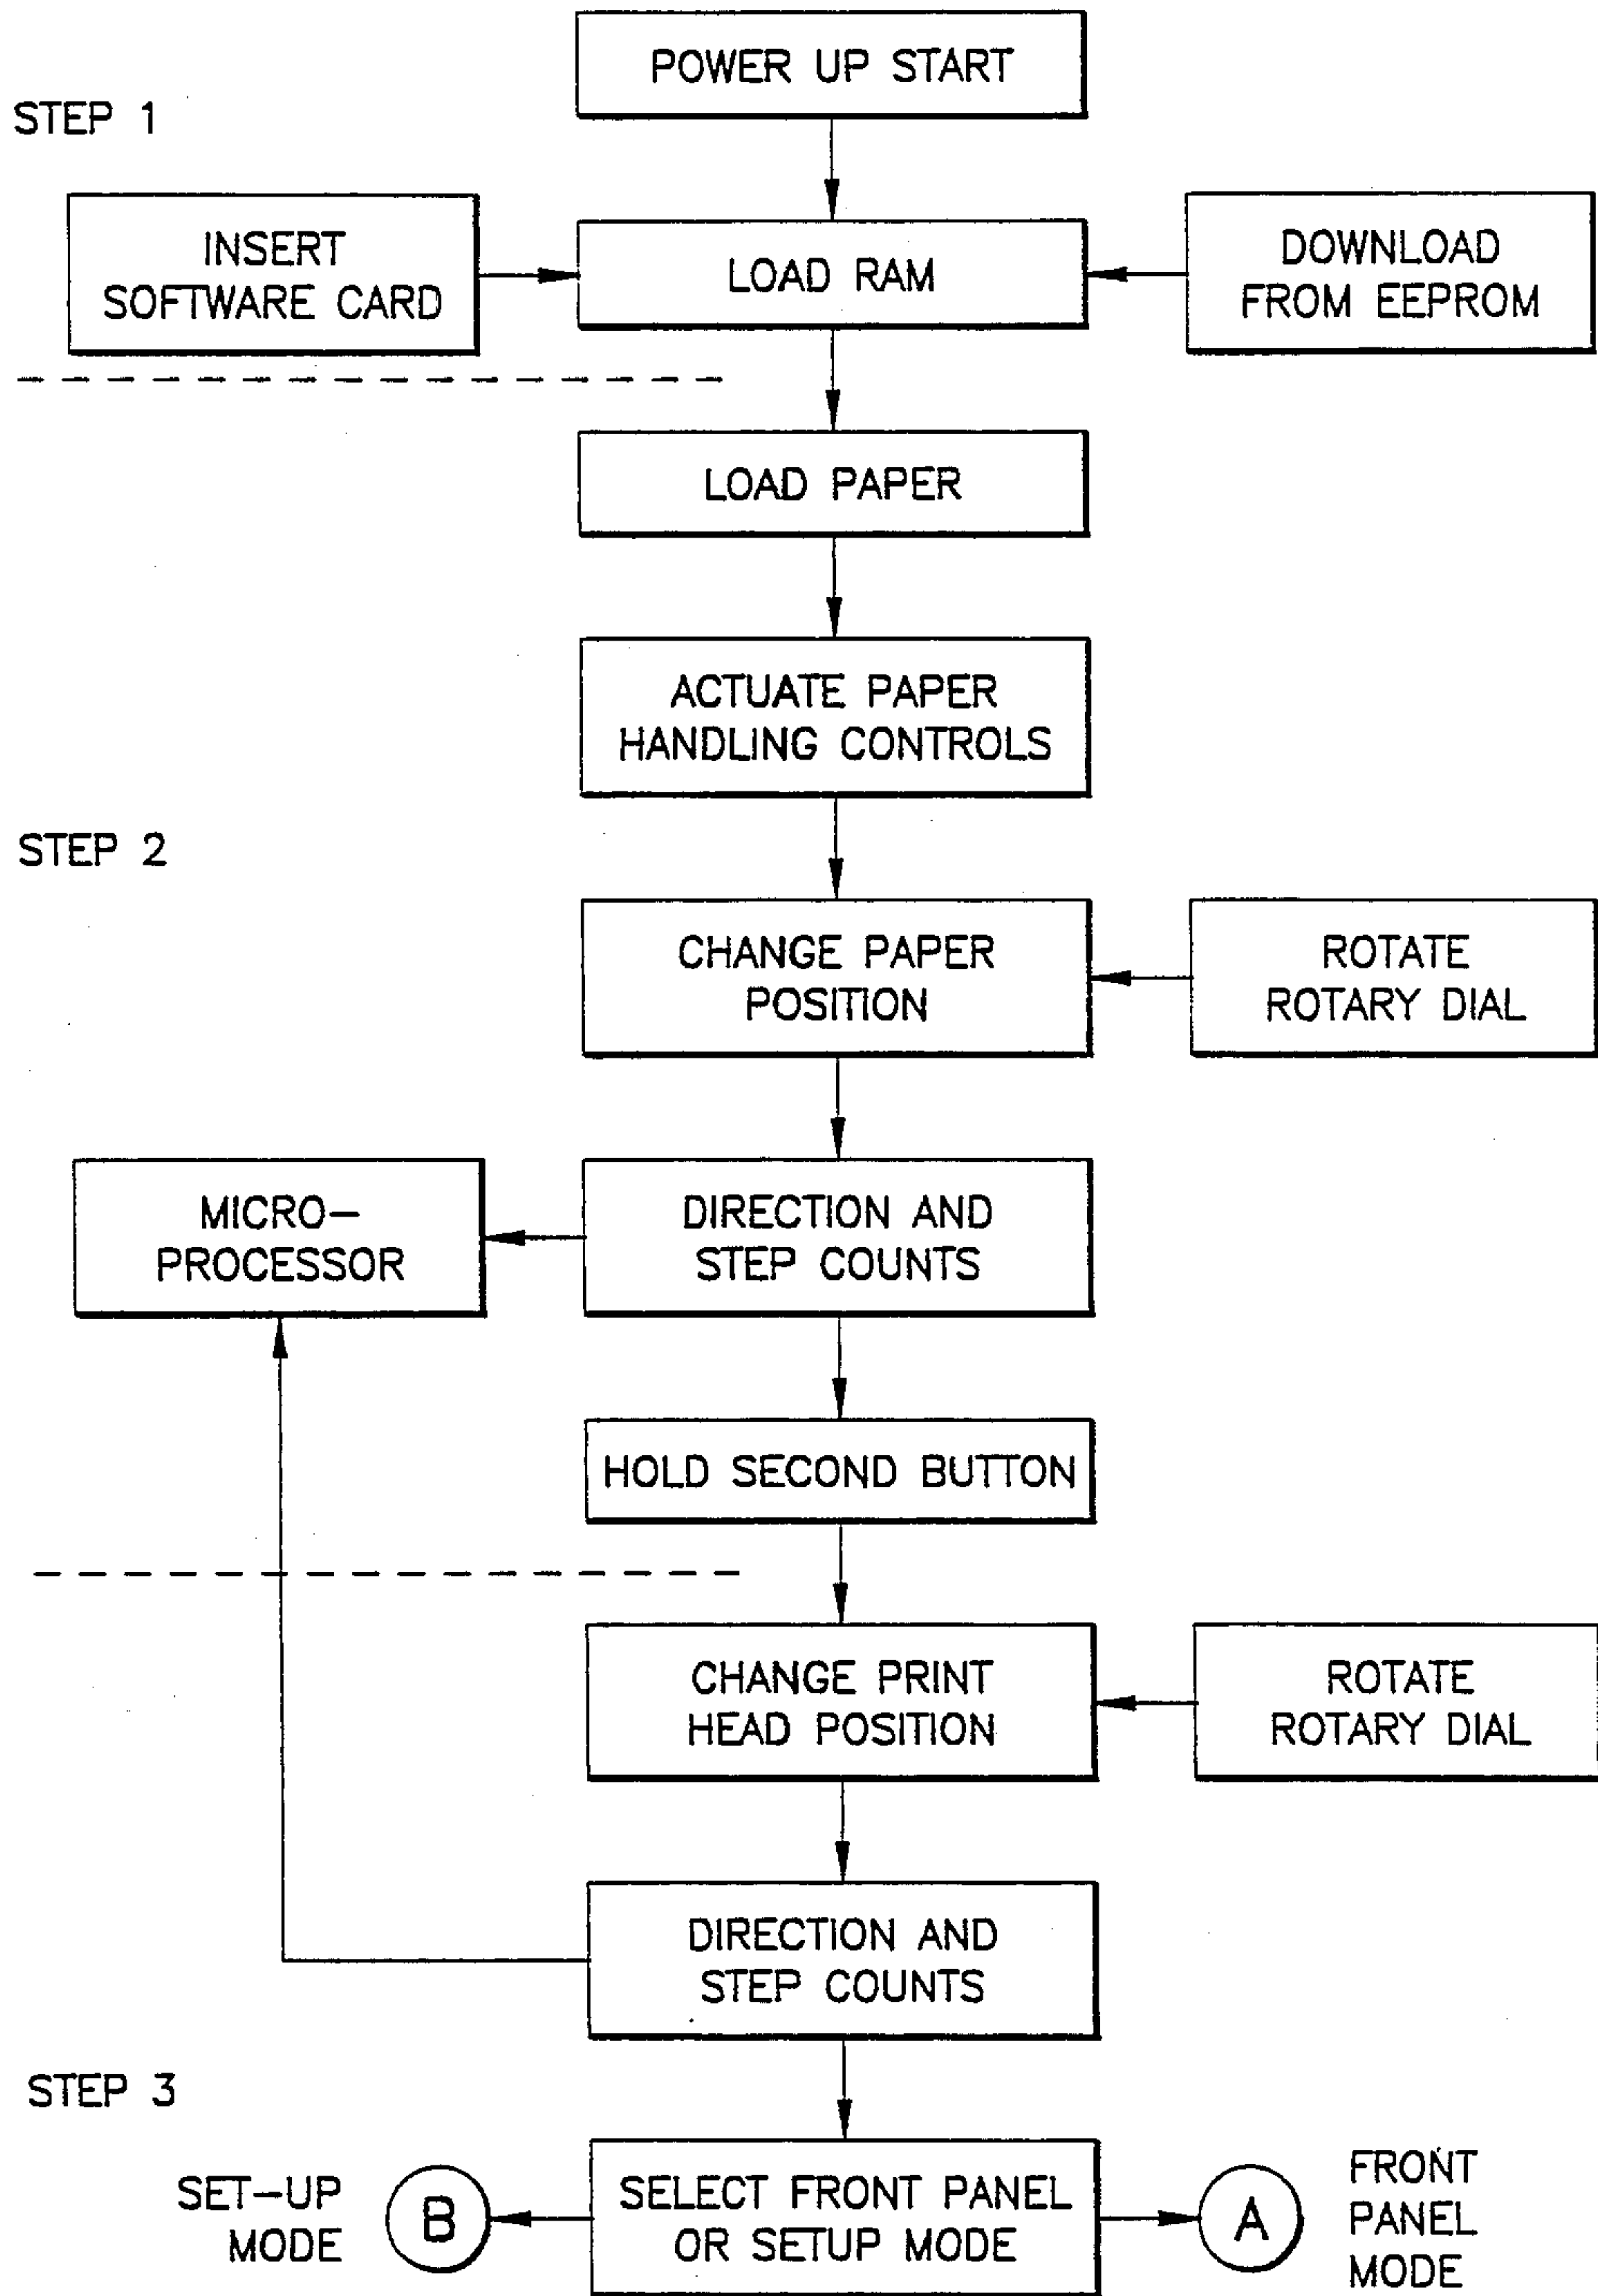 POWER UP START
STEP 1
INSERT
SOFTWARE CARD
LOAD RAM
DOWNLOAD
FROM EEPROM
LOAD PAPER
ACTUATE PAPER
HANDLING CONTROLS
STEP 2
CHANGE PAPER
POSITION
ROTATE
ROTARY DIAL
MICRO-
PROCESSOR
DIRECTION AND
STEP COUNTS
HOLD SECOND BUTTON
CHANGE PRINT
HEAD POSITION
ROTATE
ROTARY DIAL
DIRECTION AND
STEP COUNTS
STEP 3
SET-UP
MODE
B
SELECT FRONT PANEL
OR SETUP MODE
A
FRONT
PANEL
MODE